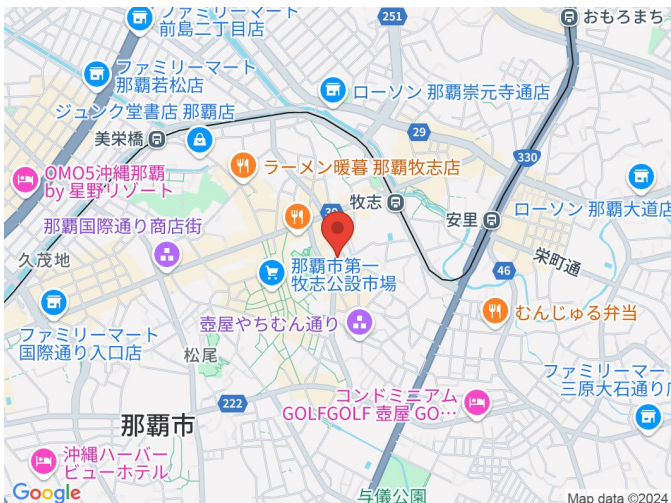 ファミリーマート
前島二丁目店
251
おもろまち
ファミリーマート
那覇若松店
ローソン 那覇崇元寺通店
ジュンク堂書店 那覇店
美栄橋
29
330
OMO5沖縄那覇
by 星野リゾート
ラーメン暖暮 那覇牧志店
牧志
ローソン 那覇大道店
39
那覇国際通り商店街
安里
久茂地
那覇市第一
牧志公設市場
栄町通
46
ファミリーマート
国際通り入口店
壺屋やちむん通り
むんじゅる弁当
松尾
ファミリーマー
三原大石通り店
222
コンドミニアム
GOLFGOLF 壺屋 GO…
那覇市
沖縄ハーバー
ビューホテル
与儀公園
Google
Map data ©2024